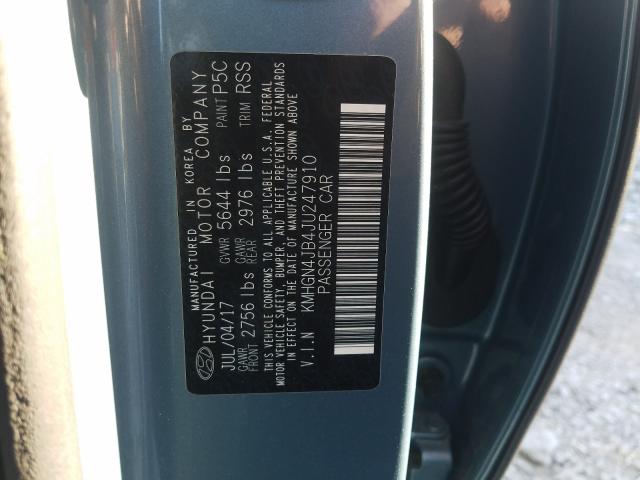 MANUFACTURED IN KOREA BY
HYUNDAI MOTOR COMPANY
JUL/04/17 GVWR 5644 lbs PAINT P5C
GAWR FRONT 2756 lbs GAWR REAR 2976 lbs TRIM RSS
THIS VEHICLE CONFORMS TO ALL APPLICABLE U.S.A. FEDERAL
MOTOR VEHICLE SAFETY, BUMPER, AND THEFT PREVENTION STANDARDS
IN EFFECT ON THE DATE OF MANUFACTURE SHOWN ABOVE
V.I.N KMHGN4JB4JU247910
PASSENGER CAR